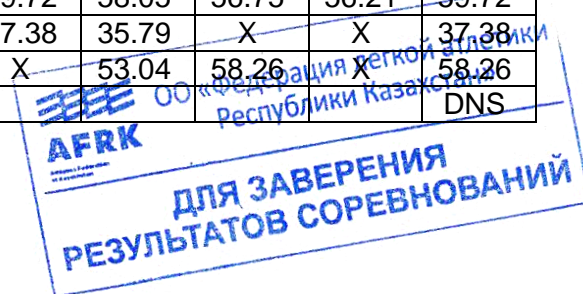 35.79 X X 37.38
X 53.04 58.26 X 58.26
DNS
ОО «Федерация легкой атлетики
Республики Казахстан»
AFRK
ДЛЯ ЗАВЕРЕНИЯ
РЕЗУЛЬТАТОВ СОРЕВНОВАНИЙ